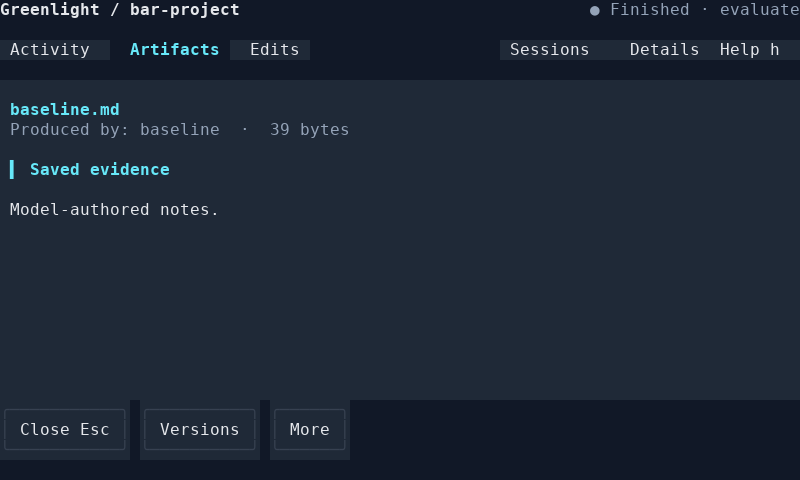 Greenlight / bar-project ● Finished · evaluate
Activity Artifacts Edits Sessions Details Help h
baseline.md
Produced by: baseline · 39 bytes
Saved evidence
Model-authored notes.
Close Esc Versions More